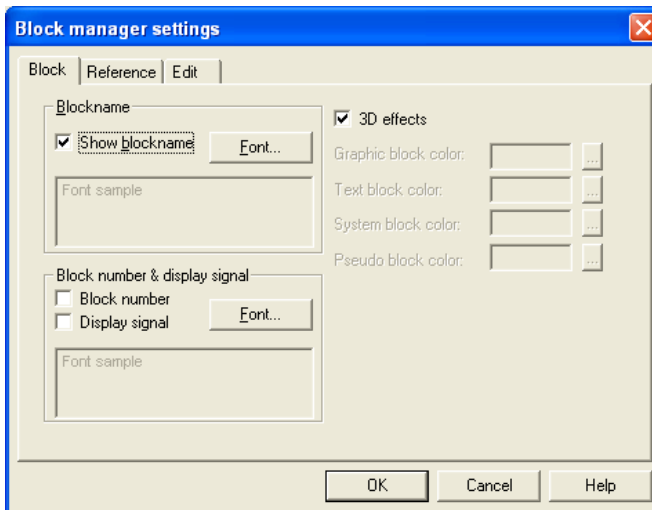 Block manager settings
Block Reference Edit
Blockname
Show blockname Font...
Font sample
3D effects
Graphic block color: ...
Text block color: ...
System block color: ...
Pseudo block color: ...
Block number & display signal
Block number
Display signal Font...
Font sample
OK Cancel Help